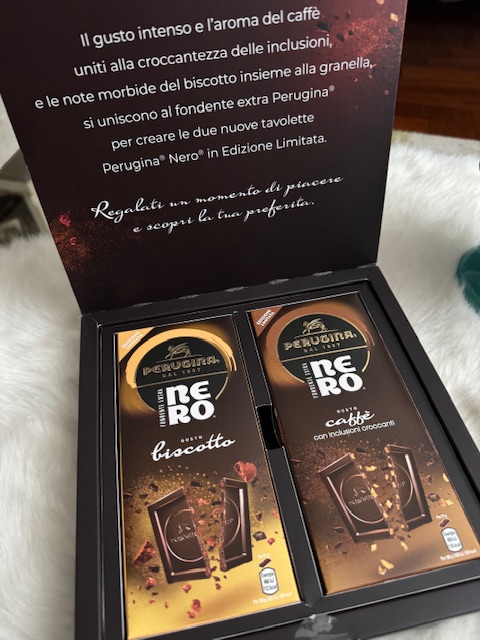 Il gusto intenso e l'aroma del caffè
uniti alla croccantezza delle inclusioni,
e le note morbide del biscotto insieme alla granella,
si uniscono al fondente extra Perugina®
per creare le due nuove tavolette
Perugina® Nero® in Edizione Limitata.
Regalati un momento di piacere
e scopri la tua preferita.
PERUGINA
DAL 1907
FONDENTE EXTRA
NERO
GUSTO
biscotto
PERUGINA
DAL 1907
FONDENTE EXTRA
NERO
GUSTO
caffè
con inclusioni croccanti